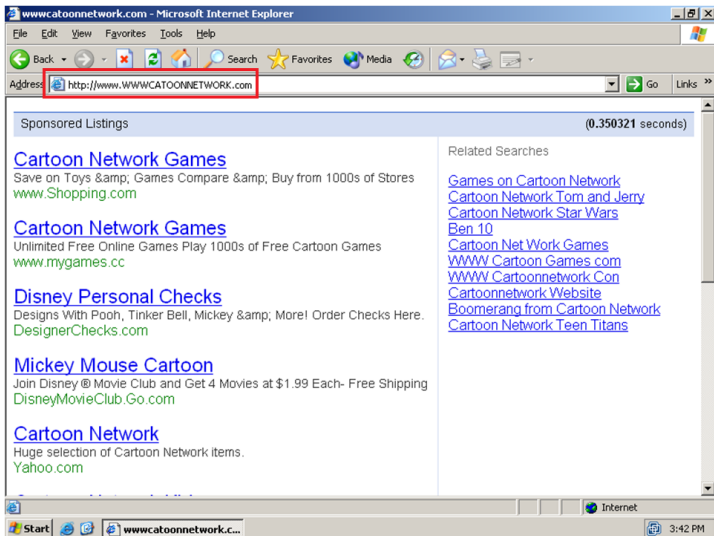 wwwcatoonnetwork.com - Microsoft Internet Explorer
File Edit View Favorites Tools Help
Back Search Favorites Media
Address http://www.WWWCATOONNETWORK.com Go Links »
Sponsored Listings (0.350321 seconds)
Cartoon Network Games
Save on Toys &amp; Games Compare &amp; Buy from 1000s of Stores
www.Shopping.com
Cartoon Network Games
Unlimited Free Online Games Play 1000s of Free Cartoon Games
www.mygames.cc
Disney Personal Checks
Designs With Pooh, Tinker Bell, Mickey &amp; More! Order Checks Here.
DesignerChecks.com
Mickey Mouse Cartoon
Join Disney ® Movie Club and Get 4 Movies at $1.99 Each- Free Shipping
DisneyMovieClub.Go.com
Cartoon Network
Huge selection of Cartoon Network items.
Yahoo.com
Related Searches
Games on Cartoon Network
Cartoon Network Tom and Jerry
Cartoon Network Star Wars
Ben 10
Cartoon Net Work Games
WWW Cartoon Games com
WWW Cartoonnetwork Con
Cartoonnetwork Website
Boomerang from Cartoon Network
Cartoon Network Teen Titans
Internet
Start wwwcatoonnetwork.c... 3:42 PM